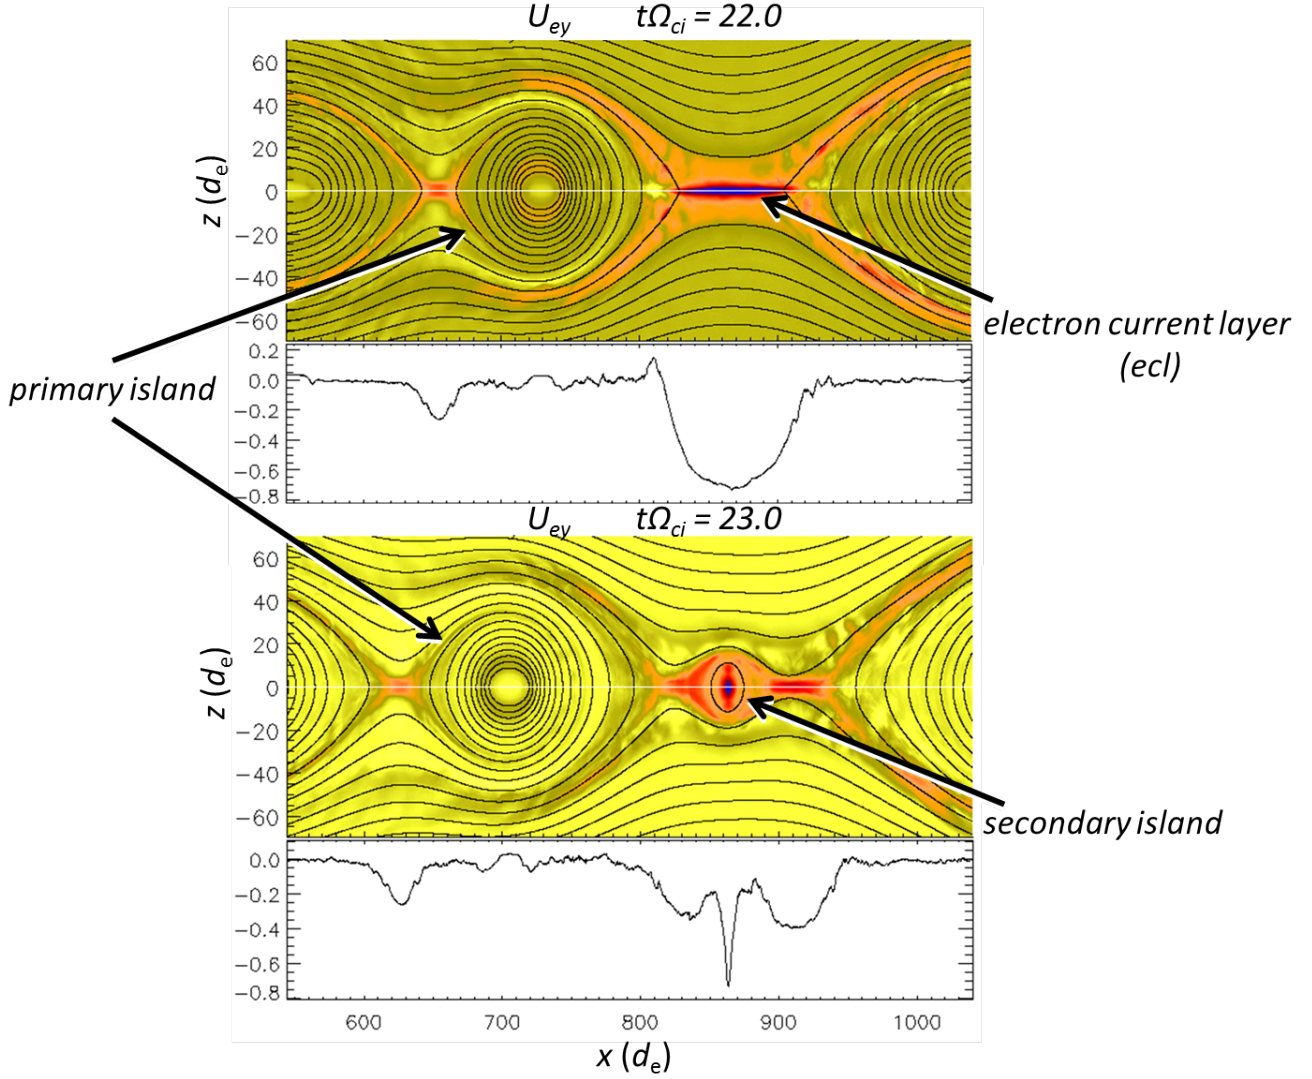 U_ey tΩ_ci = 22.0
60
40
20
0
−20
−40
−60
z (d_e)
electron current layer
(ecl)
primary island
0.2
0.0
−0.2
−0.4
−0.6
−0.8
U_ey tΩ_ci = 23.0
60
40
20
0
−20
−40
−60
z (d_e)
secondary island
0.0
−0.2
−0.4
−0.6
−0.8
600 700 800 900 1000
x (d_e)